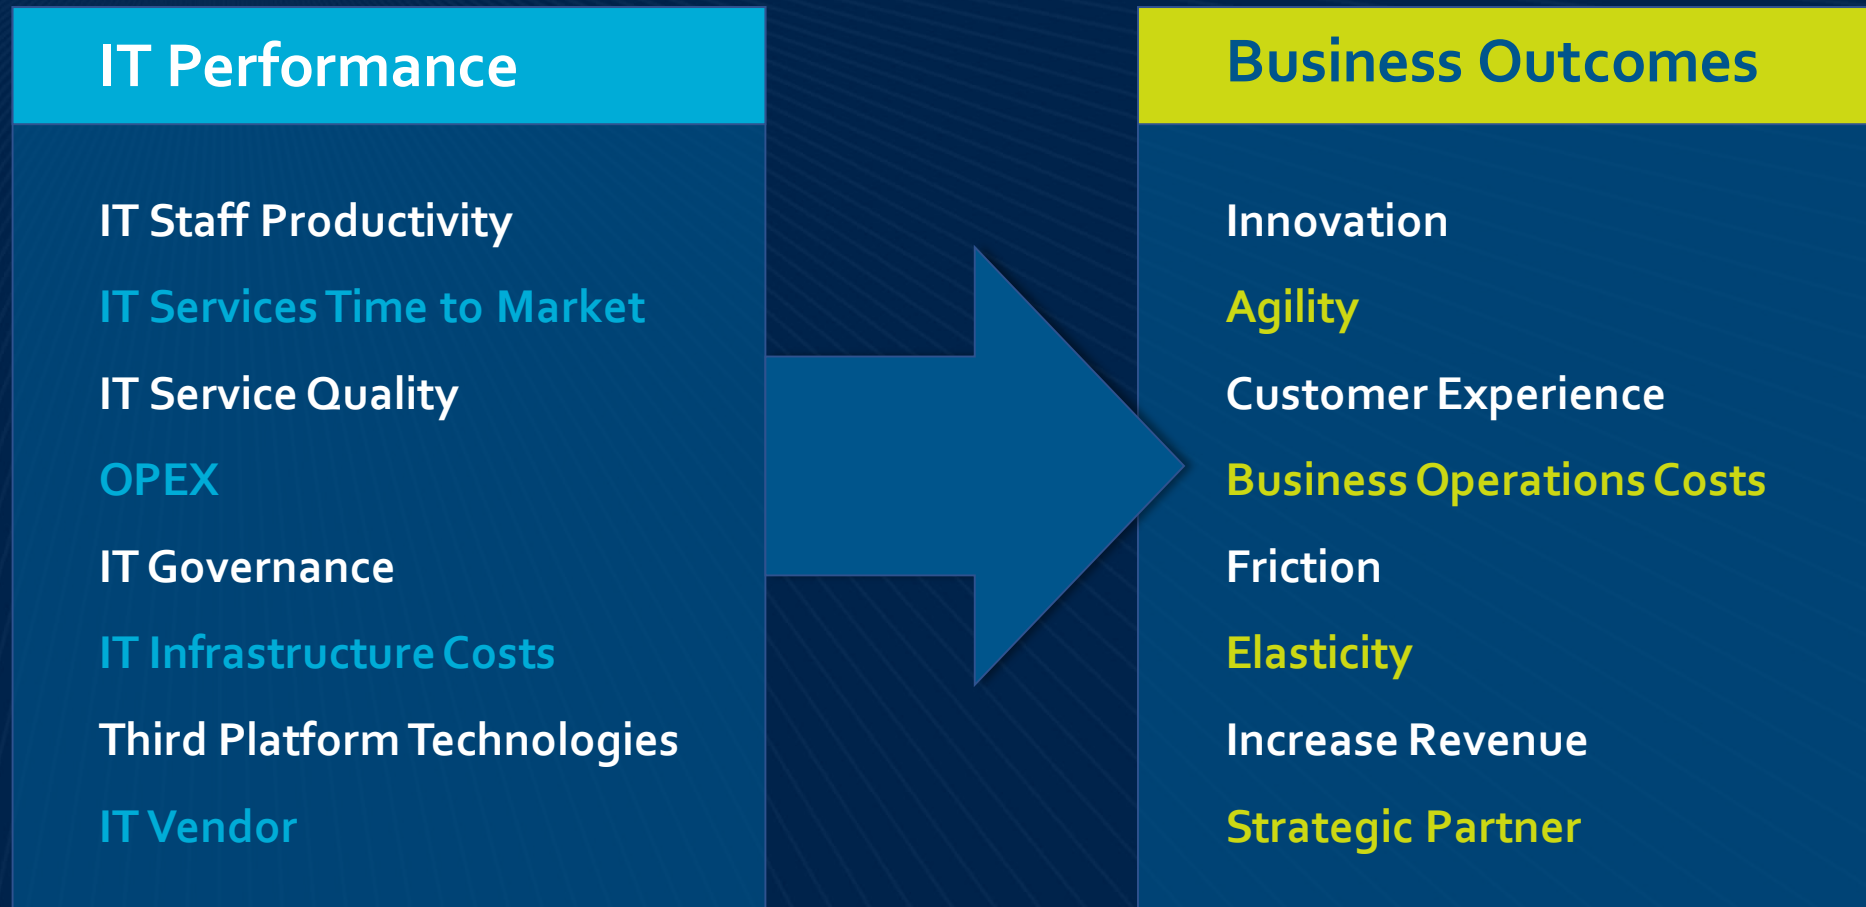 IT Performance
IT Staff Productivity
IT Services Time to Market
IT Service Quality
OPEX
IT Governance
IT Infrastructure Costs
Third Platform Technologies
IT Vendor
Business Outcomes
Innovation
Agility
Customer Experience
Business Operations Costs
Friction
Elasticity
Increase Revenue
Strategic Partner